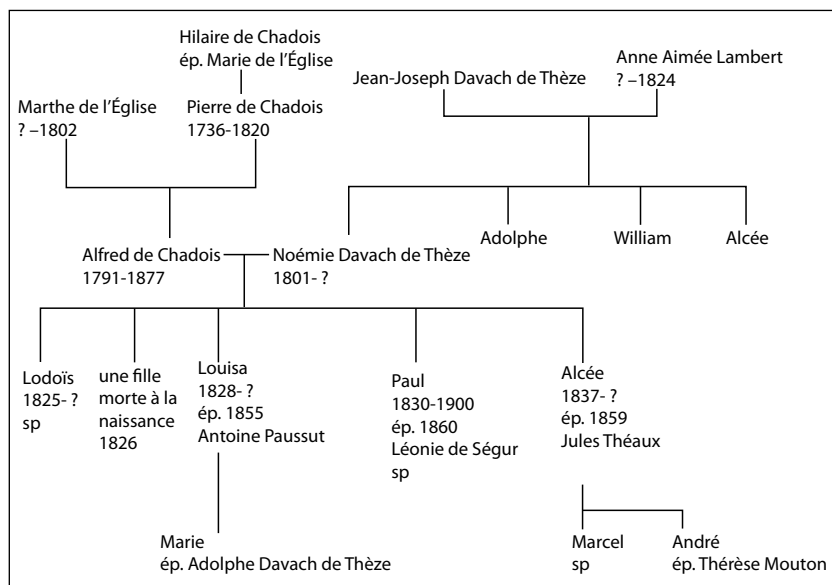 Hilaire de Chadois
ép. Marie de l'Église
Jean-Joseph Davach de Thèze
Anne Aimée Lambert
? –1824
Marthe de l'Église
? –1802
Pierre de Chadois
1736-1820
Alfred de Chadois
1791-1877
Noémie Davach de Thèze
1801- ?
Adolphe
William
Alcée
Lodoïs
1825- ?
sp
une fille
morte à la
naissance
1826
Louisa
1828- ?
ép. 1855
Antoine Paussut
Paul
1830-1900
ép. 1860
Léonie de Ségur
sp
Alcée
1837- ?
ép. 1859
Jules Théaux
Marie
ép. Adolphe Davach de Thèze
Marcel
sp
André
ép. Thérèse Mouton